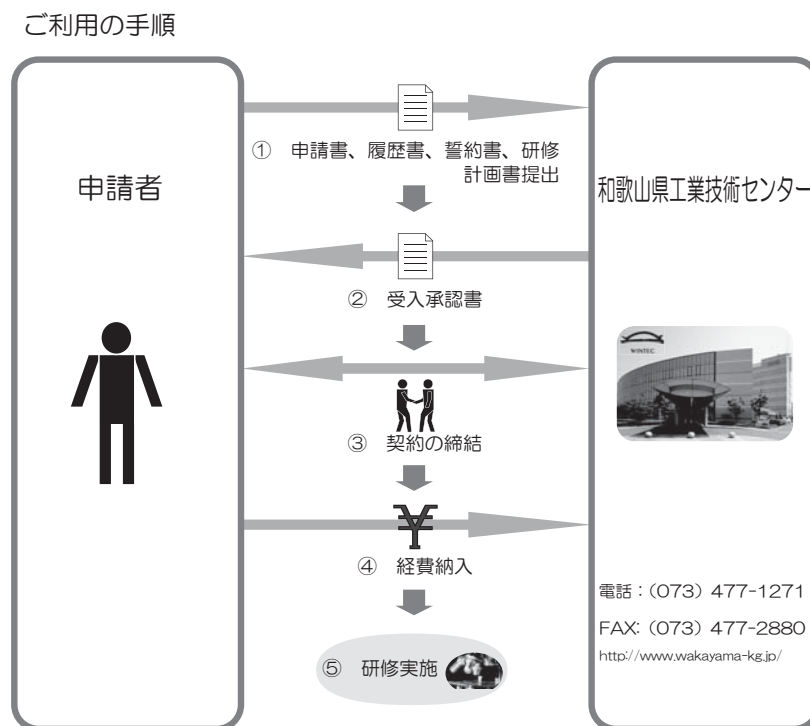 ご利用の手順
申請者
① 申請書、履歴書、誓約書、研修
計画書提出
② 受入承認書
③ 契約の締結
④ 経費納入
⑤ 研修実施
和歌山県工業技術センター
WINTEC
電話：(073) 477-1271
FAX: (073) 477-2880
http://www.wakayama-kg.jp/